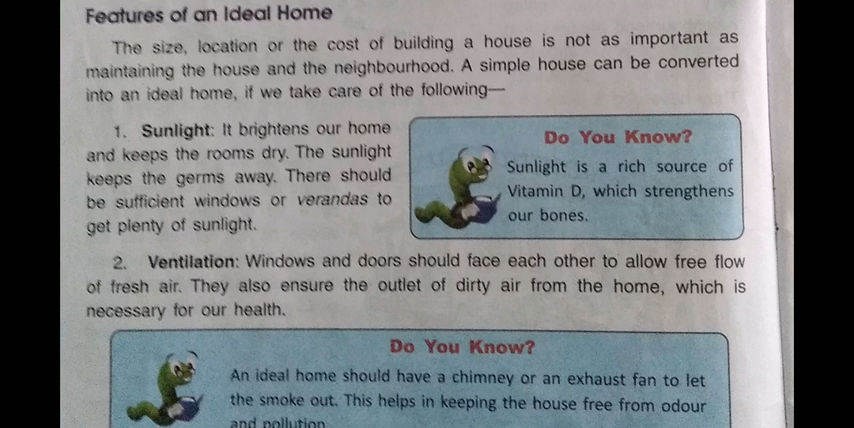 Features of an Ideal Home
The size, location or the cost of building a house is not as important as
maintaining the house and the neighbourhood. A simple house can be converted
into an ideal home, if we take care of the following—
1. Sunlight: It brightens our home
and keeps the rooms dry. The sunlight
keeps the germs away. There should
be sufficient windows or verandas to
get plenty of sunlight.
Do You Know?
Sunlight is a rich source of
Vitamin D, which strengthens
our bones.
2. Ventilation: Windows and doors should face each other to allow free flow
of fresh air. They also ensure the outlet of dirty air from the home, which is
necessary for our health.
Do You Know?
An ideal home should have a chimney or an exhaust fan to let
the smoke out. This helps in keeping the house free from odour
and pollution